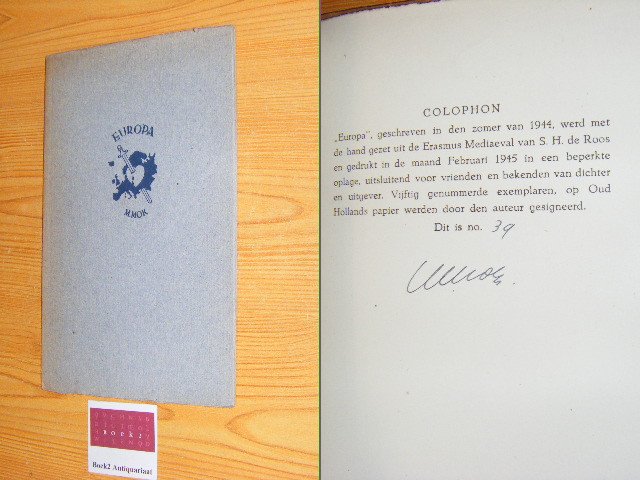 EUROPA
M. MOK
boek2
Boek2 Antiquariaat
COLOPHON
„Europa", geschreven in den zomer van 1944, werd met
de hand gezet uit de Erasmus Mediaeval van S. H. de Roos
en gedrukt in de maand Februari 1945 in een beperkte
oplage, uitsluitend voor vrienden en bekenden van dichter
en uitgever. Vijftig genummerde exemplaren, op Oud
Hollands papier werden door den auteur gesigneerd.
Dit is no. 39